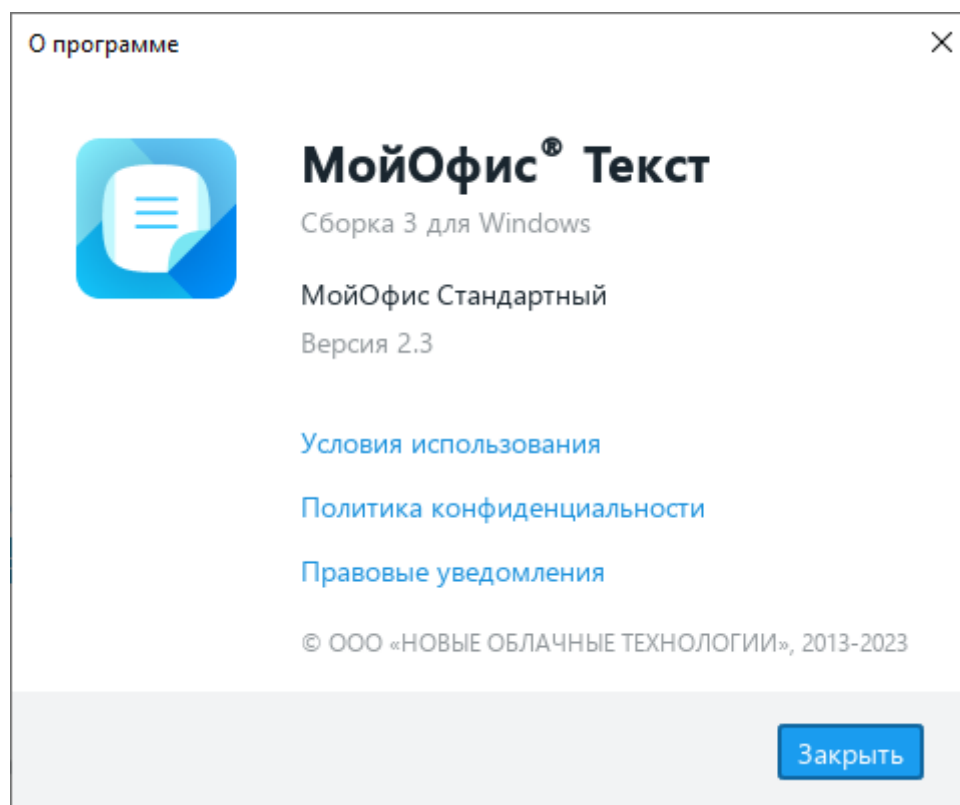 О программе
МойОфис® Текст
Сборка 3 для Windows
МойОфис Стандартный
Версия 2.3
Условия использования
Политика конфиденциальности
Правовые уведомления
© ООО «НОВЫЕ ОБЛАЧНЫЕ ТЕХНОЛОГИИ», 2013-2023
Закрыть